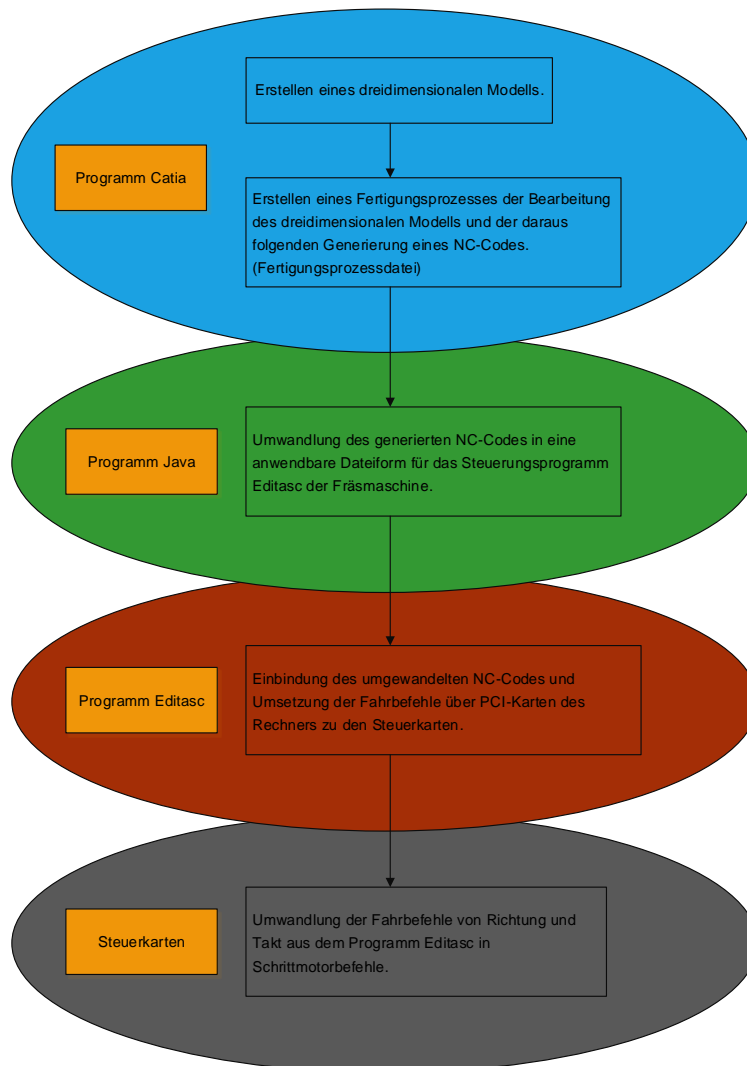 Erstellen eines dreidimensionalen Modells.
Programm Catia
Erstellen eines Fertigungsprozesses der Bearbeitung
des dreidimensionalen Modells und der daraus
folgenden Generierung eines NC-Codes.
(Fertigungsprozessdatei)
Programm Java
Umwandlung des generierten NC-Codes in eine
anwendbare Dateiform für das Steuerungsprogramm
Editasc der Fräsmaschine.
Programm Editasc
Einbindung des umgewandelten NC-Codes und
Umsetzung der Fahrbefehle über PCI-Karten des
Rechners zu den Steuerkarten.
Steuerkarten
Umwandlung der Fahrbefehle von Richtung und
Takt aus dem Programm Editasc in
Schrittmotorbefehle.